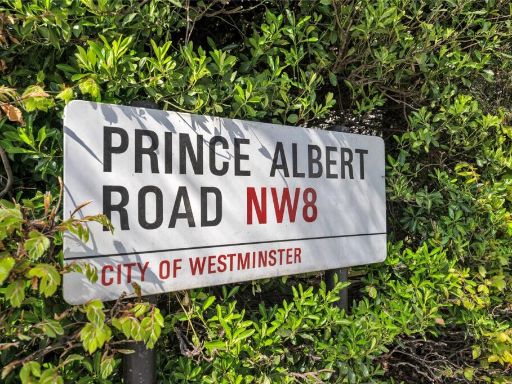 PRINCE ALBERT
ROAD NW8
CITY OF WESTMINSTER